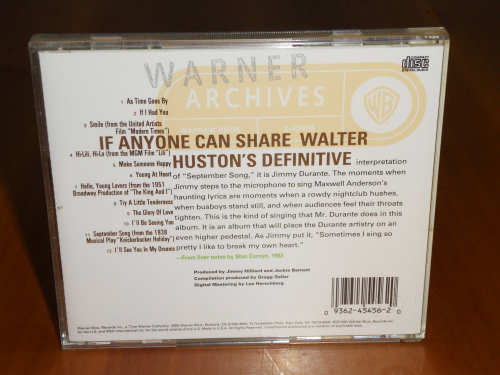 WARNER
ARCHIVES
COMPACT
disc
DIGITAL AUDIO
WB
1 As Time Goes By
2 If I Had You
3 Smile (from the United Artists
Film "Modern Times")
4 Hi-Lili, Hi-Lo (from the MGM Film "Lili")
5 Make Someone Happy
6 Young At Heart
7 Hello, Young Lovers (from the 1951
Broadway Production of "The King And I")
8 Try A Little Tenderness
9 The Glory Of Love
10 I'll Be Seeing You
11 September Song (from the 1938
Musical Play "Knickerbocker Holiday")
12 I'll See You In My Dreams
IF ANYONE CAN SHARE WALTER
HUSTON'S DEFINITIVE interpretation
of "September Song," it is Jimmy Durante. The moments when
Jimmy steps to the microphone to sing Maxwell Anderson's
haunting lyrics are moments when a rowdy nightclub hushes,
when busboys stand still, and when audiences feel their throats
tighten. This is the kind of singing that Mr. Durante does in this
album. It is an album that will place the Durante artistry on an
even higher pedestal. As Jimmy put it, "Sometimes I sing so
pretty I like to break my own heart."
—From liner notes by Stan Cornyn, 1963
Produced by Jimmy Hilliard and Jackie Barnett
Compilation produced by Gregg Geller
Digital Mastering by Lee Herschberg
0 9362-45456-2 0